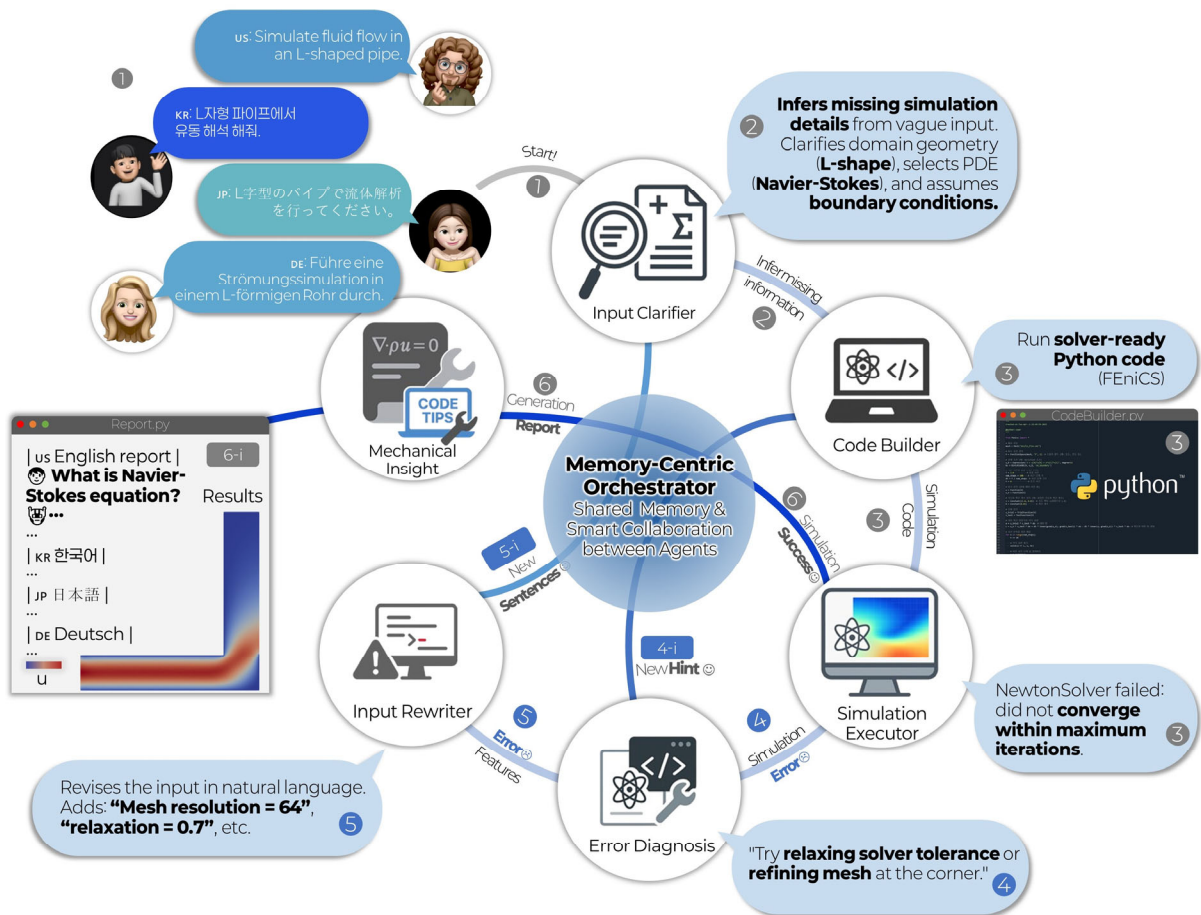 US: Simulate fluid flow in
an L-shaped pipe.
1
KR: L자형 파이프에서
유동 해석 해줘.
JP: L字型のパイプで流体解析
を行ってください。
DE: Führe eine
Strömungssimulation in
einem L-förmigen Rohr durch.
Start!
1
Input Clarifier
2
Infers missing simulation
details from vague input.
Clarifies domain geometry
(L-shape), selects PDE
(Navier-Stokes), and assumes
boundary conditions.
Infermissing
information
2
Code Builder
Run solver-ready
Python code
(FEniCS)
3
CodeBuilder.py
3
python™
Simulation
Code
3
∇·ρu=0
CODE
TIPS
Mechanical
Insight
6
Generation
Report
Memory-Centric
Orchestrator
Shared Memory &
Smart Collaboration
between Agents
6
Simulation
Success
Report.py
6-i
| US English report |
What is Navier-
Stokes equation?
...
Results
...
| KR 한국어 |
...
| JP 日本語 |
...
| DE Deutsch |
...
u
5-i
New
Sentences
4-i
New Hint
Input Rewriter
Simulation
Executor
NewtonSolver failed:
did not converge
within maximum
iterations.
3
5
Error
Features
4
Simulation
Error
Error Diagnosis
Revises the input in natural language.
Adds: “Mesh resolution = 64”,
“relaxation = 0.7”, etc.
5
"Try relaxing solver tolerance or
refining mesh at the corner."
4